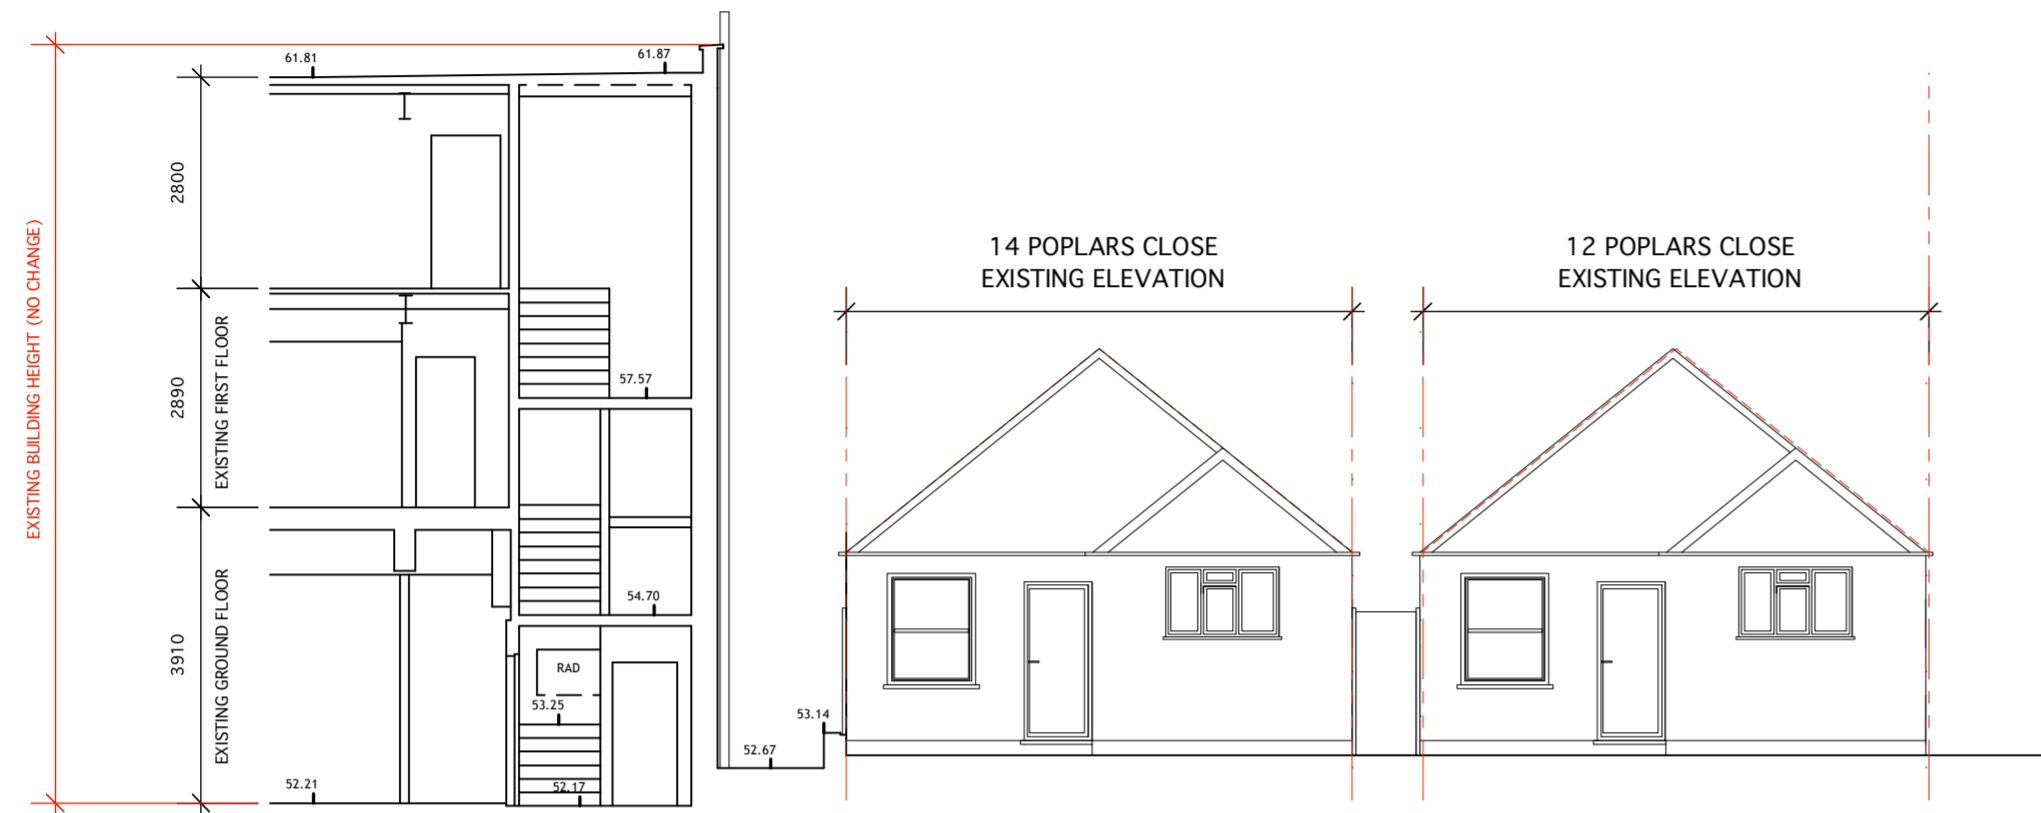 61.81
61.87
2800
14 POPLARS CLOSE
EXISTING ELEVATION
12 POPLARS CLOSE
EXISTING ELEVATION
EXISTING BUILDING HEIGHT (NO CHANGE)
2890
EXISTING FIRST FLOOR
57.57
54.70
3910
EXISTING GROUND FLOOR
RAD
53.25
53.14
52.67
52.21
52.17